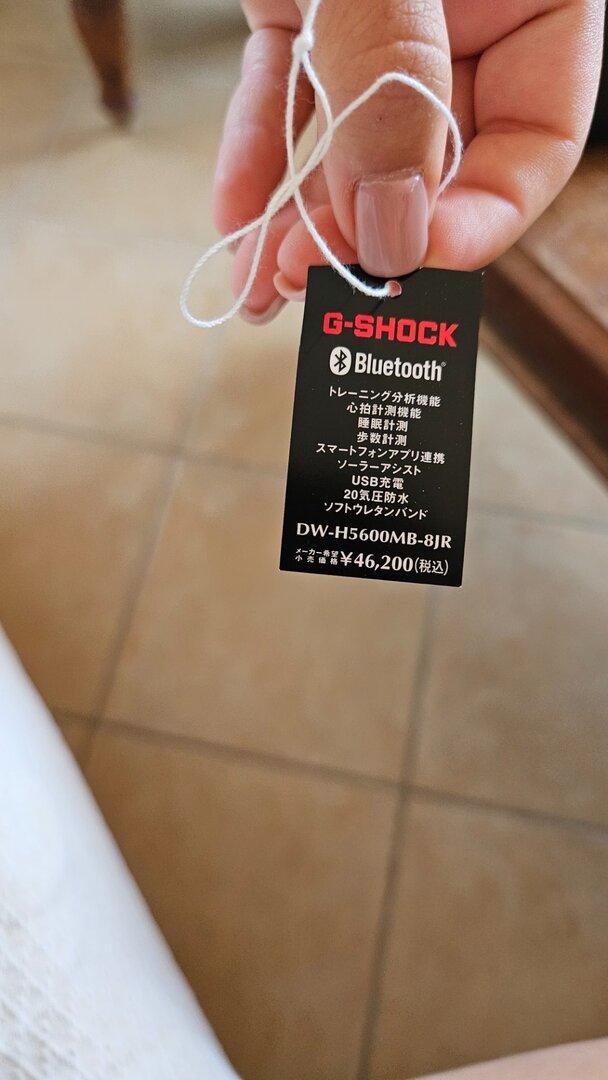 G-SHOCK
Bluetooth®
トレーニング分析機能
心拍計測機能
睡眠計測
歩数計測
スマートフォンアプリ連携
ソーラーアシスト
USB充電
20気圧防水
ソフトウレタンバンド
DW-H5600MB-8JR
メーカー希望
小売価格 ¥46,200(税込)